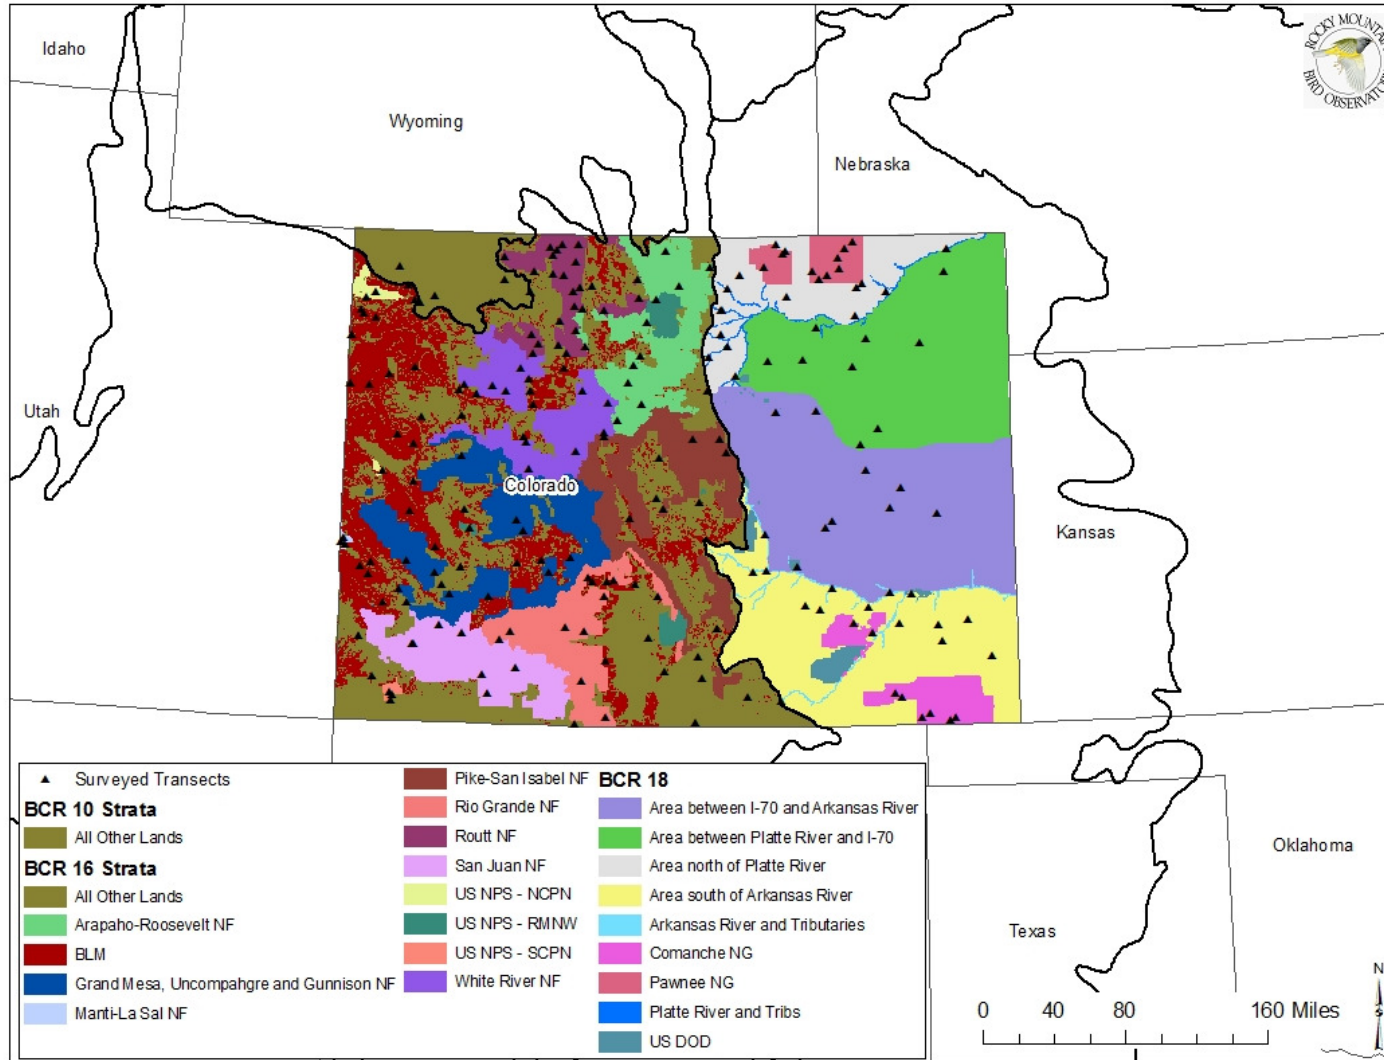 ROCKY MOUNTAIN
BIRD OBSERVATORY
Idaho
Wyoming
Nebraska
Utah
Colorado
Kansas
Oklahoma
Texas
Surveyed Transects
BCR 10 Strata
All Other Lands
BCR 16 Strata
All Other Lands
Arapaho-Roosevelt NF
BLM
Grand Mesa, Uncompahgre and Gunnison NF
Manti-La Sal NF
Pike-San Isabel NF
Rio Grande NF
Routt NF
San Juan NF
US NPS - NCPN
US NPS - RMNW
US NPS - SCPN
White River NF
BCR 18
Area between I-70 and Arkansas River
Area between Platte River and I-70
Area north of Platte River
Area south of Arkansas River
Arkansas River and Tributaries
Comanche NG
Pawnee NG
Platte River and Tribs
US DOD
N
0 40 80 160 Miles